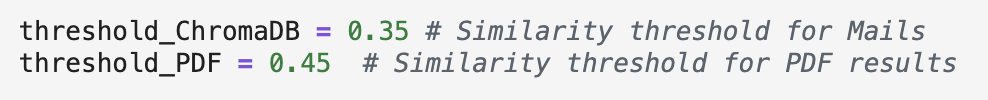 threshold_ChromaDB = 0.35 # Similarity threshold for Mails
threshold_PDF = 0.45  # Similarity threshold for PDF results